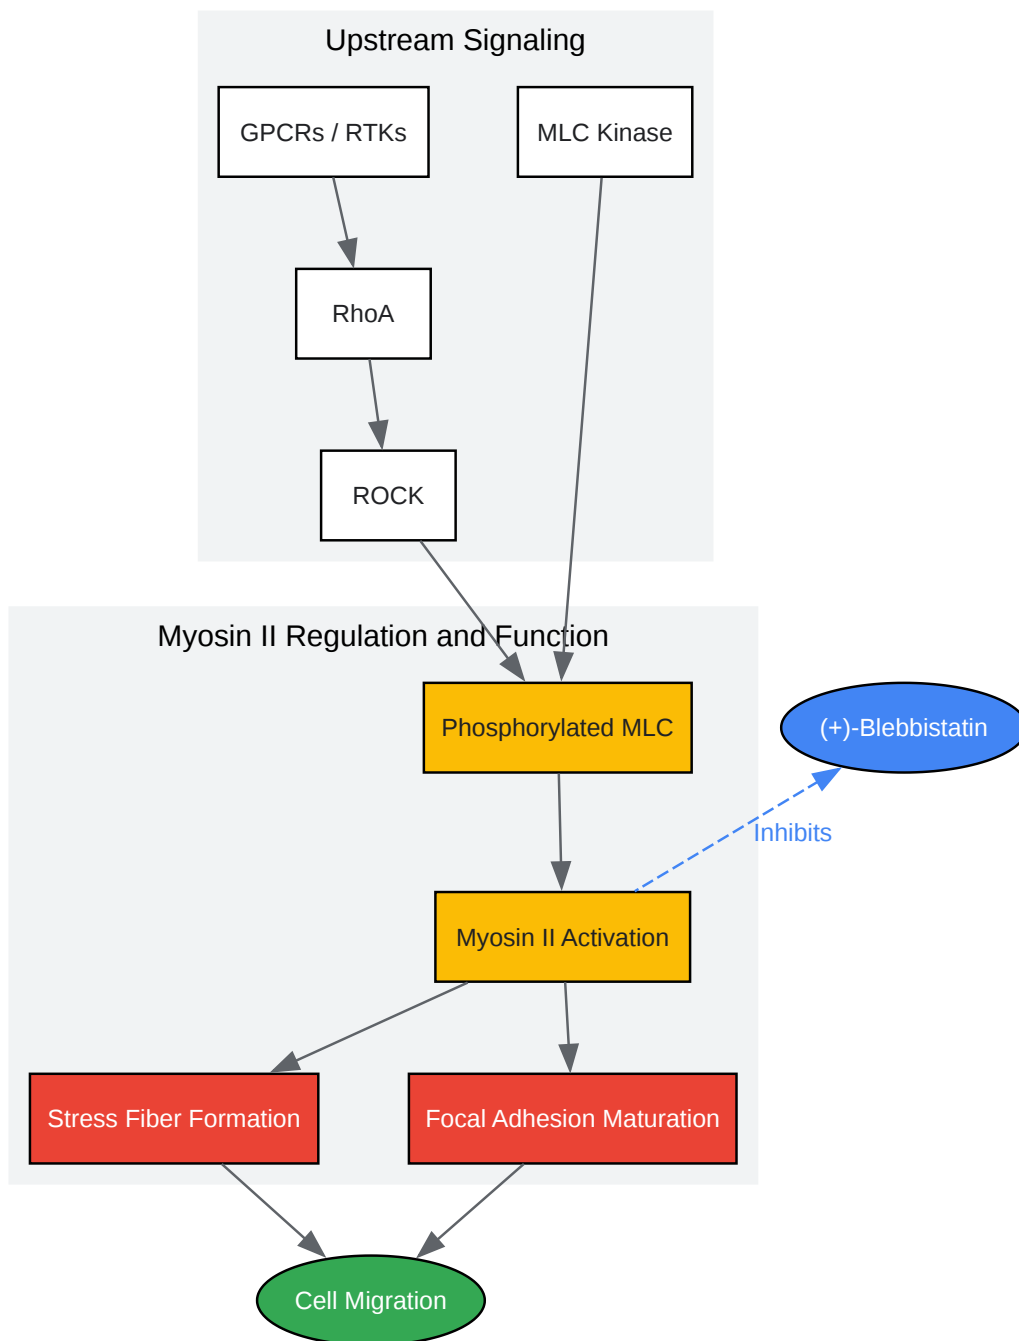 Upstream Signaling
GPCRs / RTKs
MLC Kinase
RhoA
ROCK
Myosin II Regulation and Function
Phosphorylated MLC
(+)-Blebbistatin
Inhibits
Myosin II Activation
Stress Fiber Formation
Focal Adhesion Maturation
Cell Migration